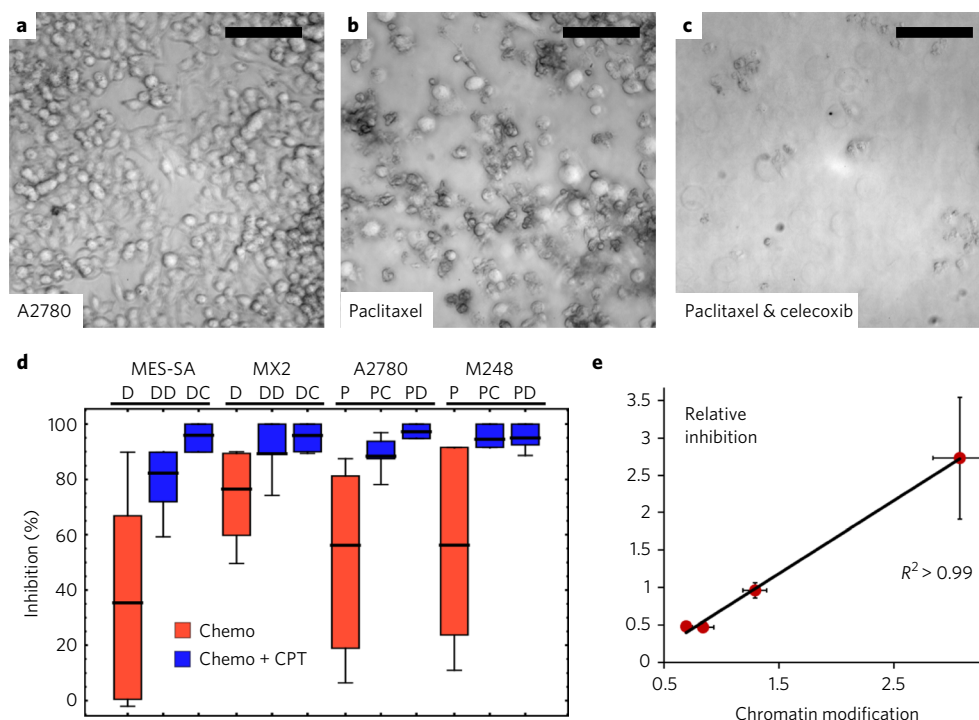 a
b
c
A2780
Paclitaxel
Paclitaxel & celecoxib
d
MES-SA MX2 A2780 M248
D DD DC D DD DC P PC PD P PC PD
100
80
60
40
20
0
Inhibition (%)
Chemo
Chemo + CPT
e
3.5
3
2.5
2
1.5
1
0.5
0
Relative
inhibition
R² > 0.99
0.5 1.5 2.5
Chromatin modification